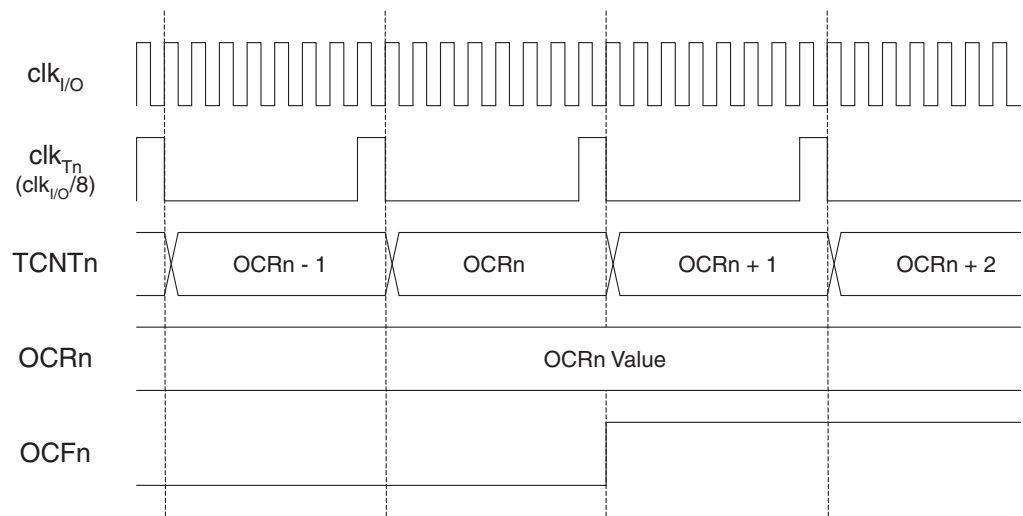 clkI/O
clkTn
(clkI/O/8)
TCNTn
OCRn - 1
OCRn
OCRn + 1
OCRn + 2
OCRn
OCRn Value
OCFn